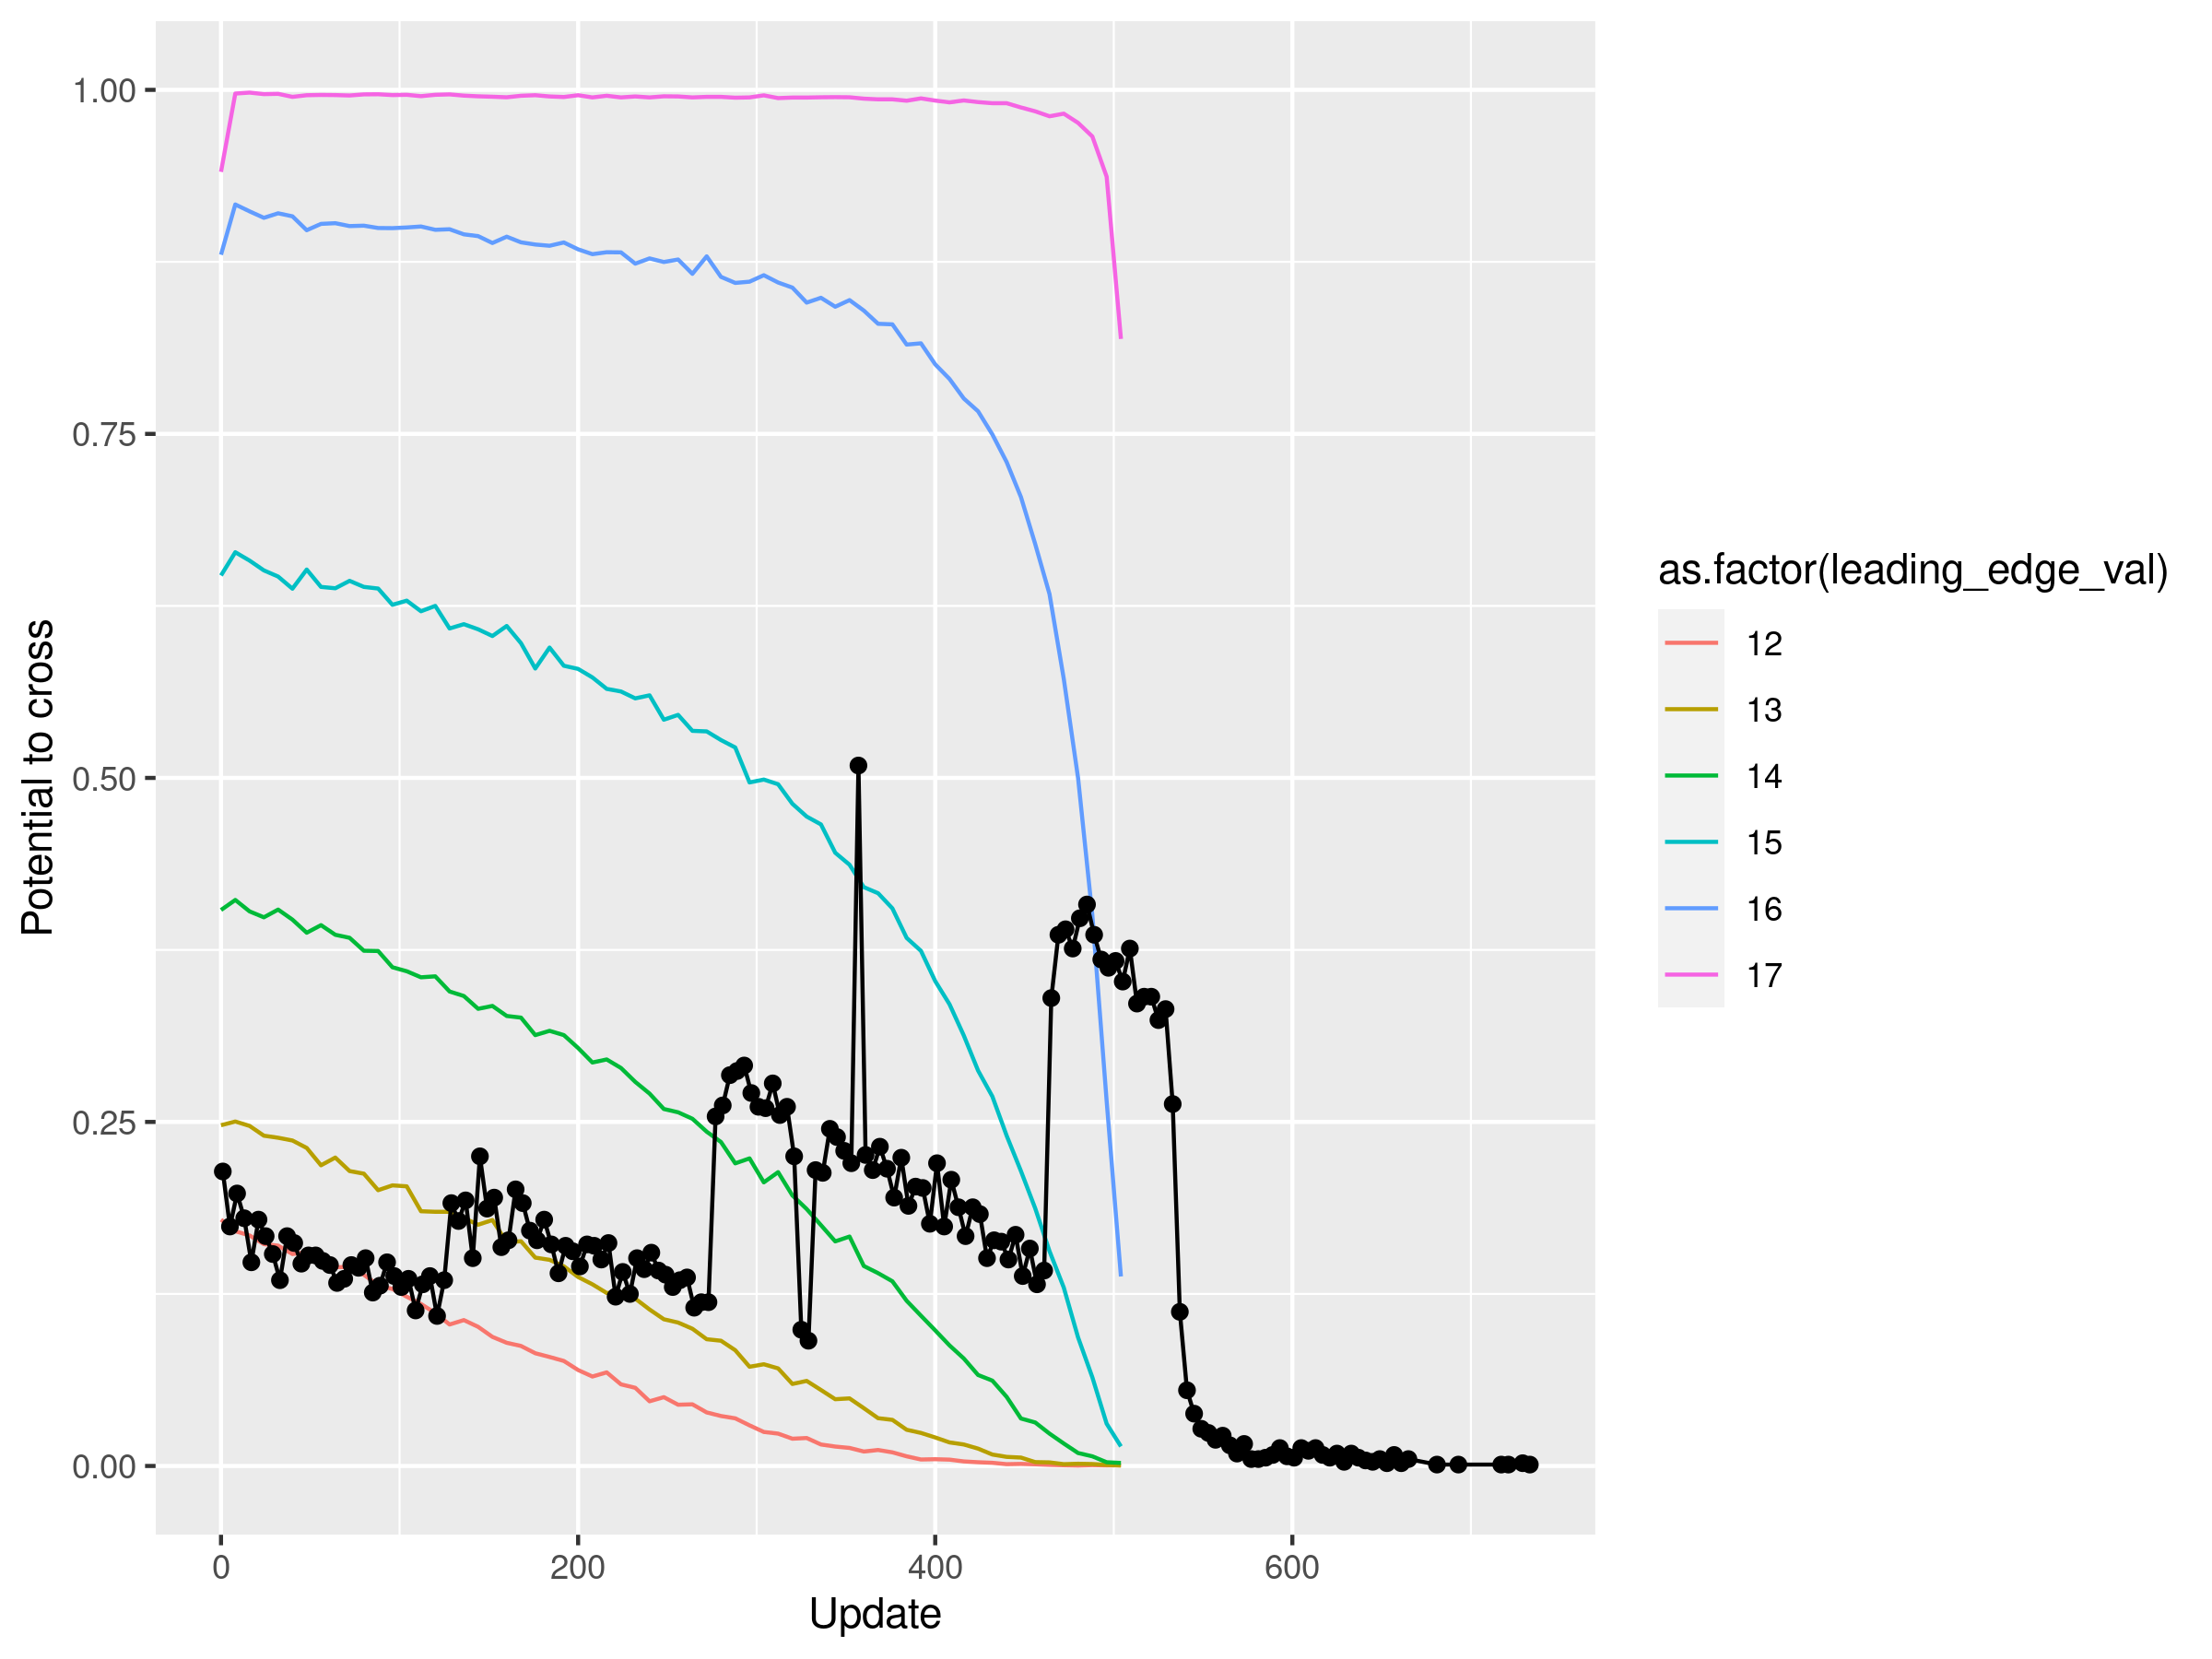 1.00
0.75
0.50
0.25
0.00
Potential to cross
0 200 400 600
Update
as.factor(leading_edge_val)
12
13
14
15
16
17